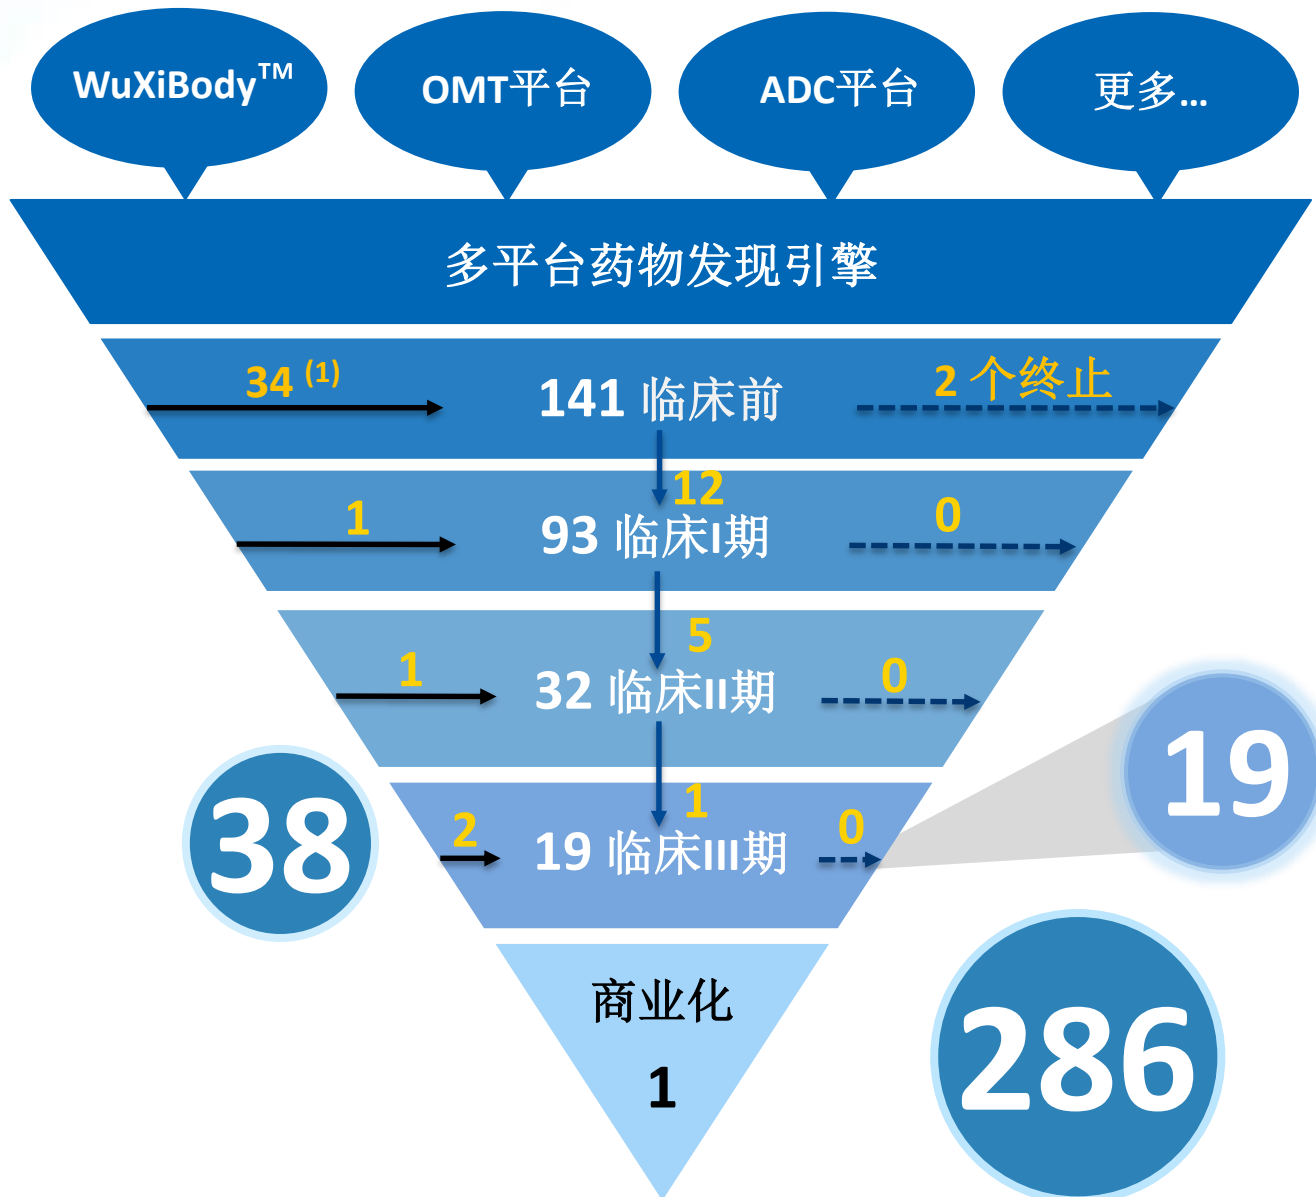 WuXiBody™
OMT平台
ADC平台
更多...
多平台药物发现引擎
34 (1)
141 临床前
2 个终止
12
1
93 临床I期
0
5
1
32 临床II期
0
1
2
19 临床III期
0
19
38
商业化
1
286